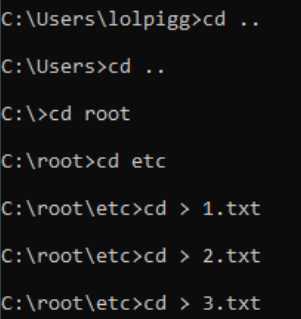 C:\Users\lolpigg>cd ..
C:\Users>cd ..
C:\>cd root
C:\root>cd etc
C:\root\etc>cd > 1.txt
C:\root\etc>cd > 2.txt
C:\root\etc>cd > 3.txt